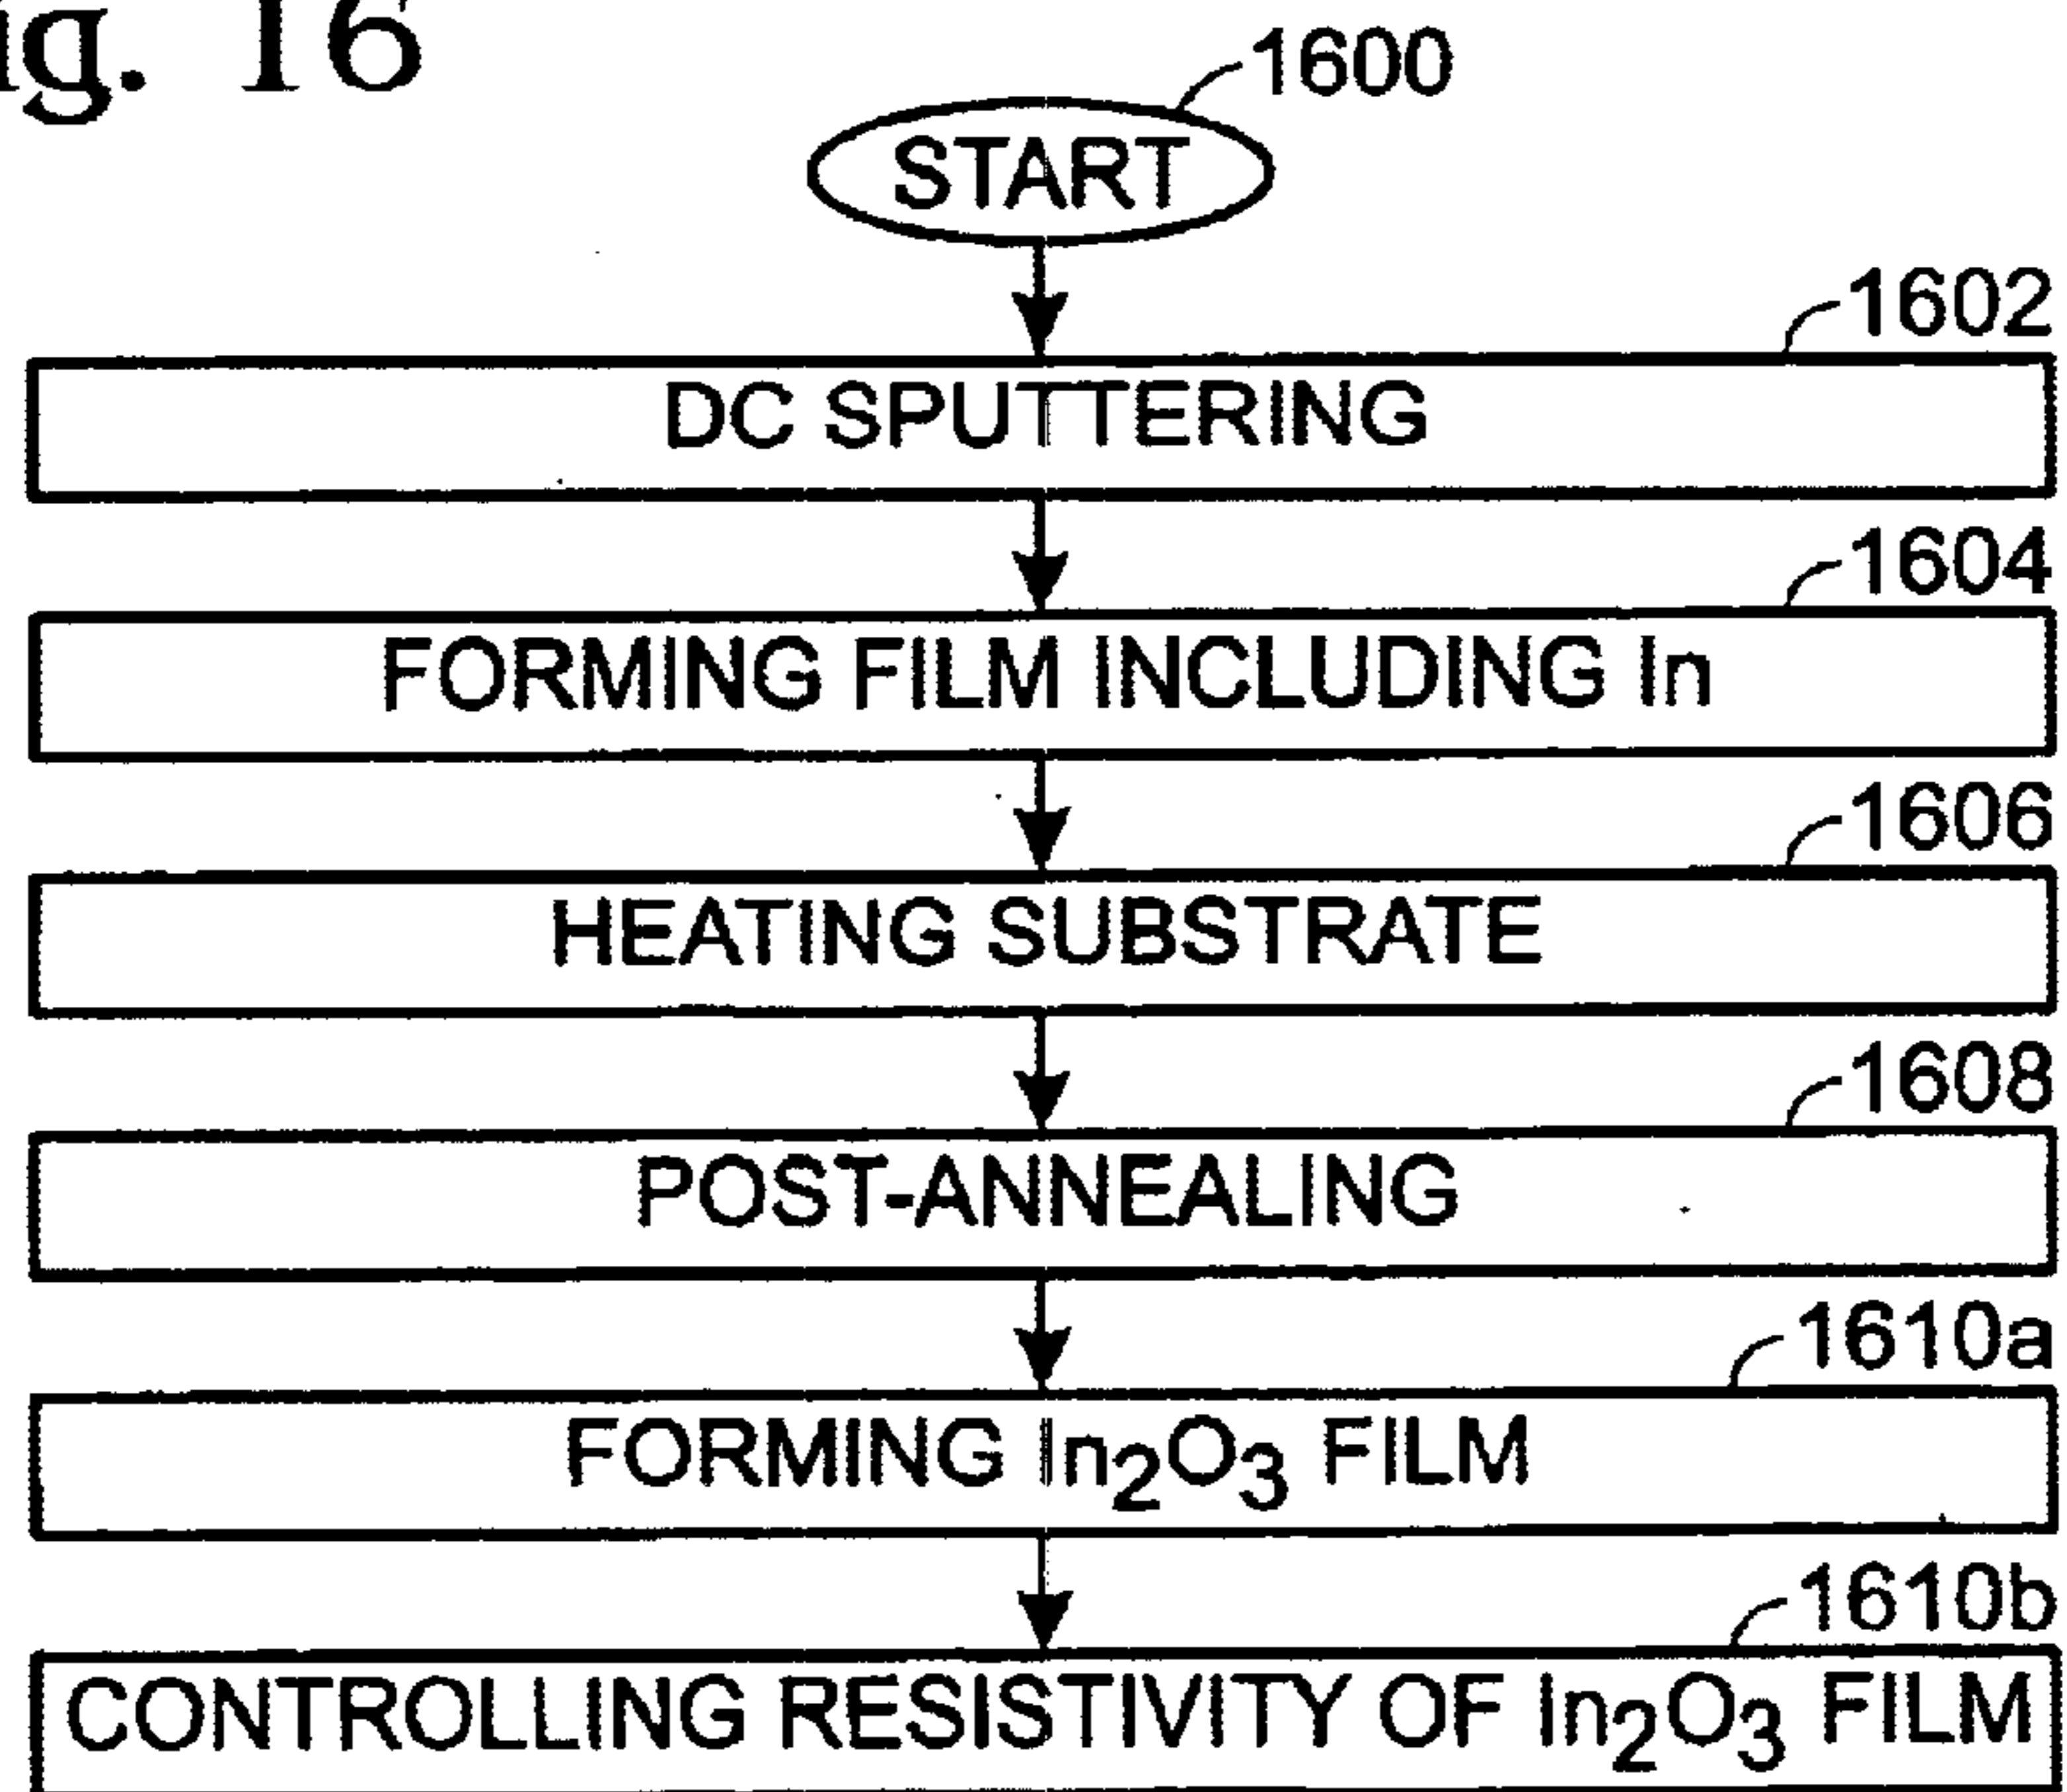 ig. 16
1600
START
1602
DC SPUTTERING
1604
FORMING FILM INCLUDING In
1606
HEATING SUBSTRATE
1608
POST-ANNEALING
1610a
FORMING In₂O₃ FILM
1610b
CONTROLLING RESISTIVITY OF In₂O₃ FILM